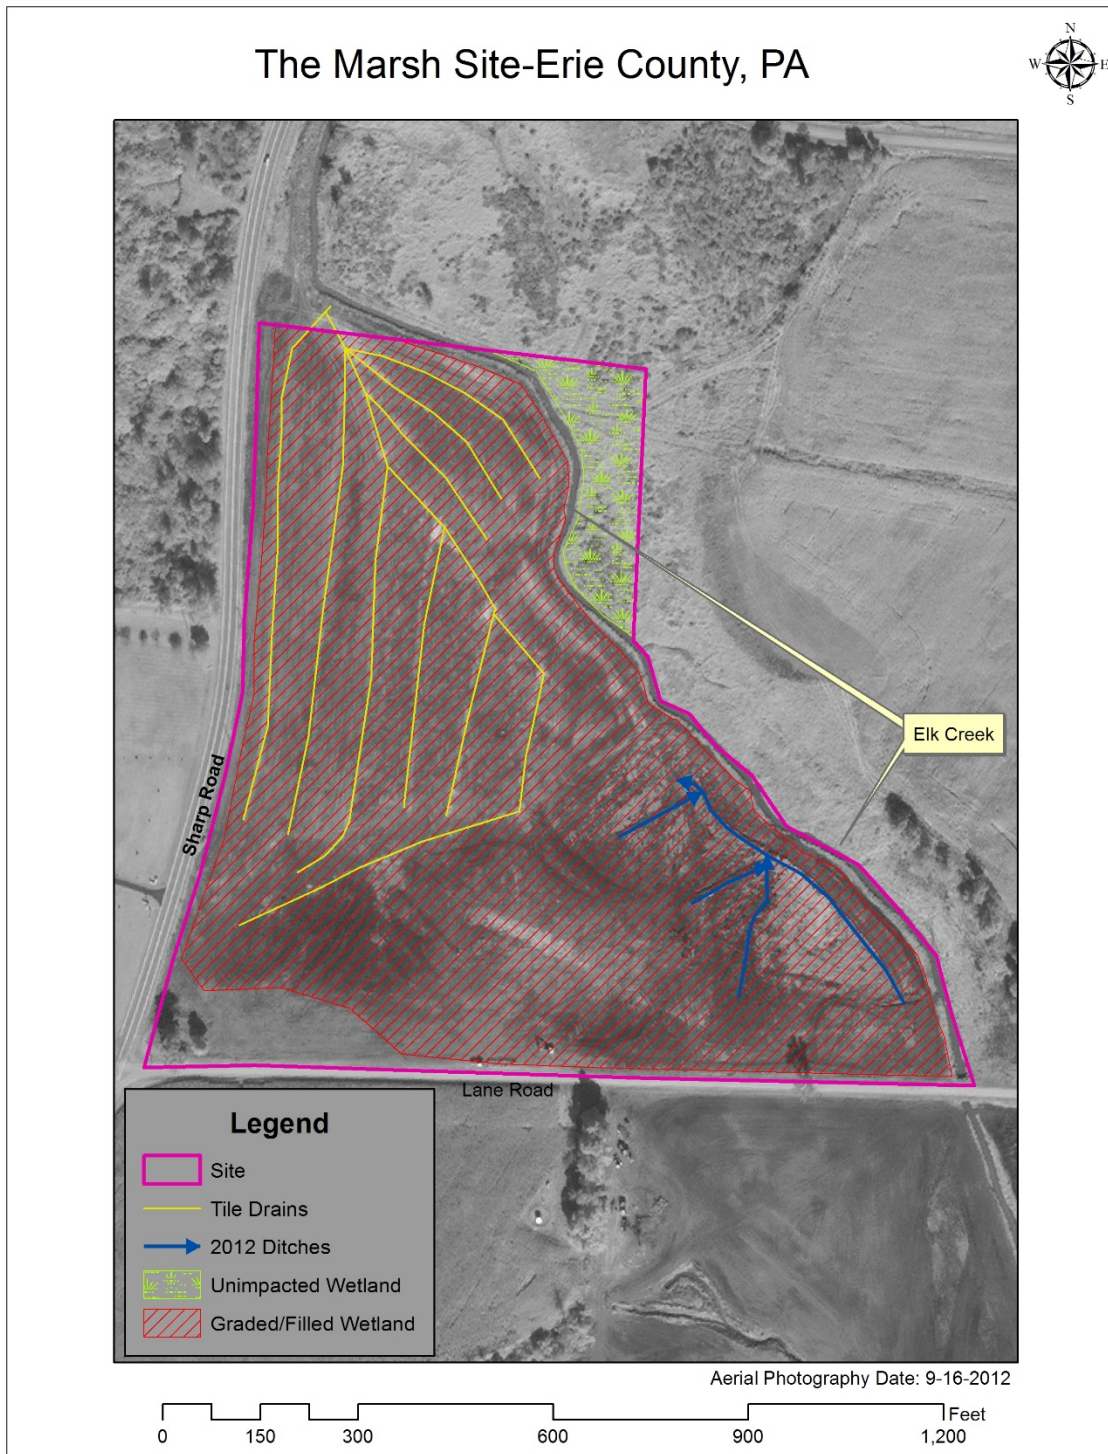 The Marsh Site-Erie County, PA
N
W E
S
Elk Creek
Sharp Road
Lane Road
Legend
Site
Tile Drains
2012 Ditches
Unimpacted Wetland
Graded/Filled Wetland
Aerial Photography Date: 9-16-2012
Feet
0 150 300 600 900 1,200